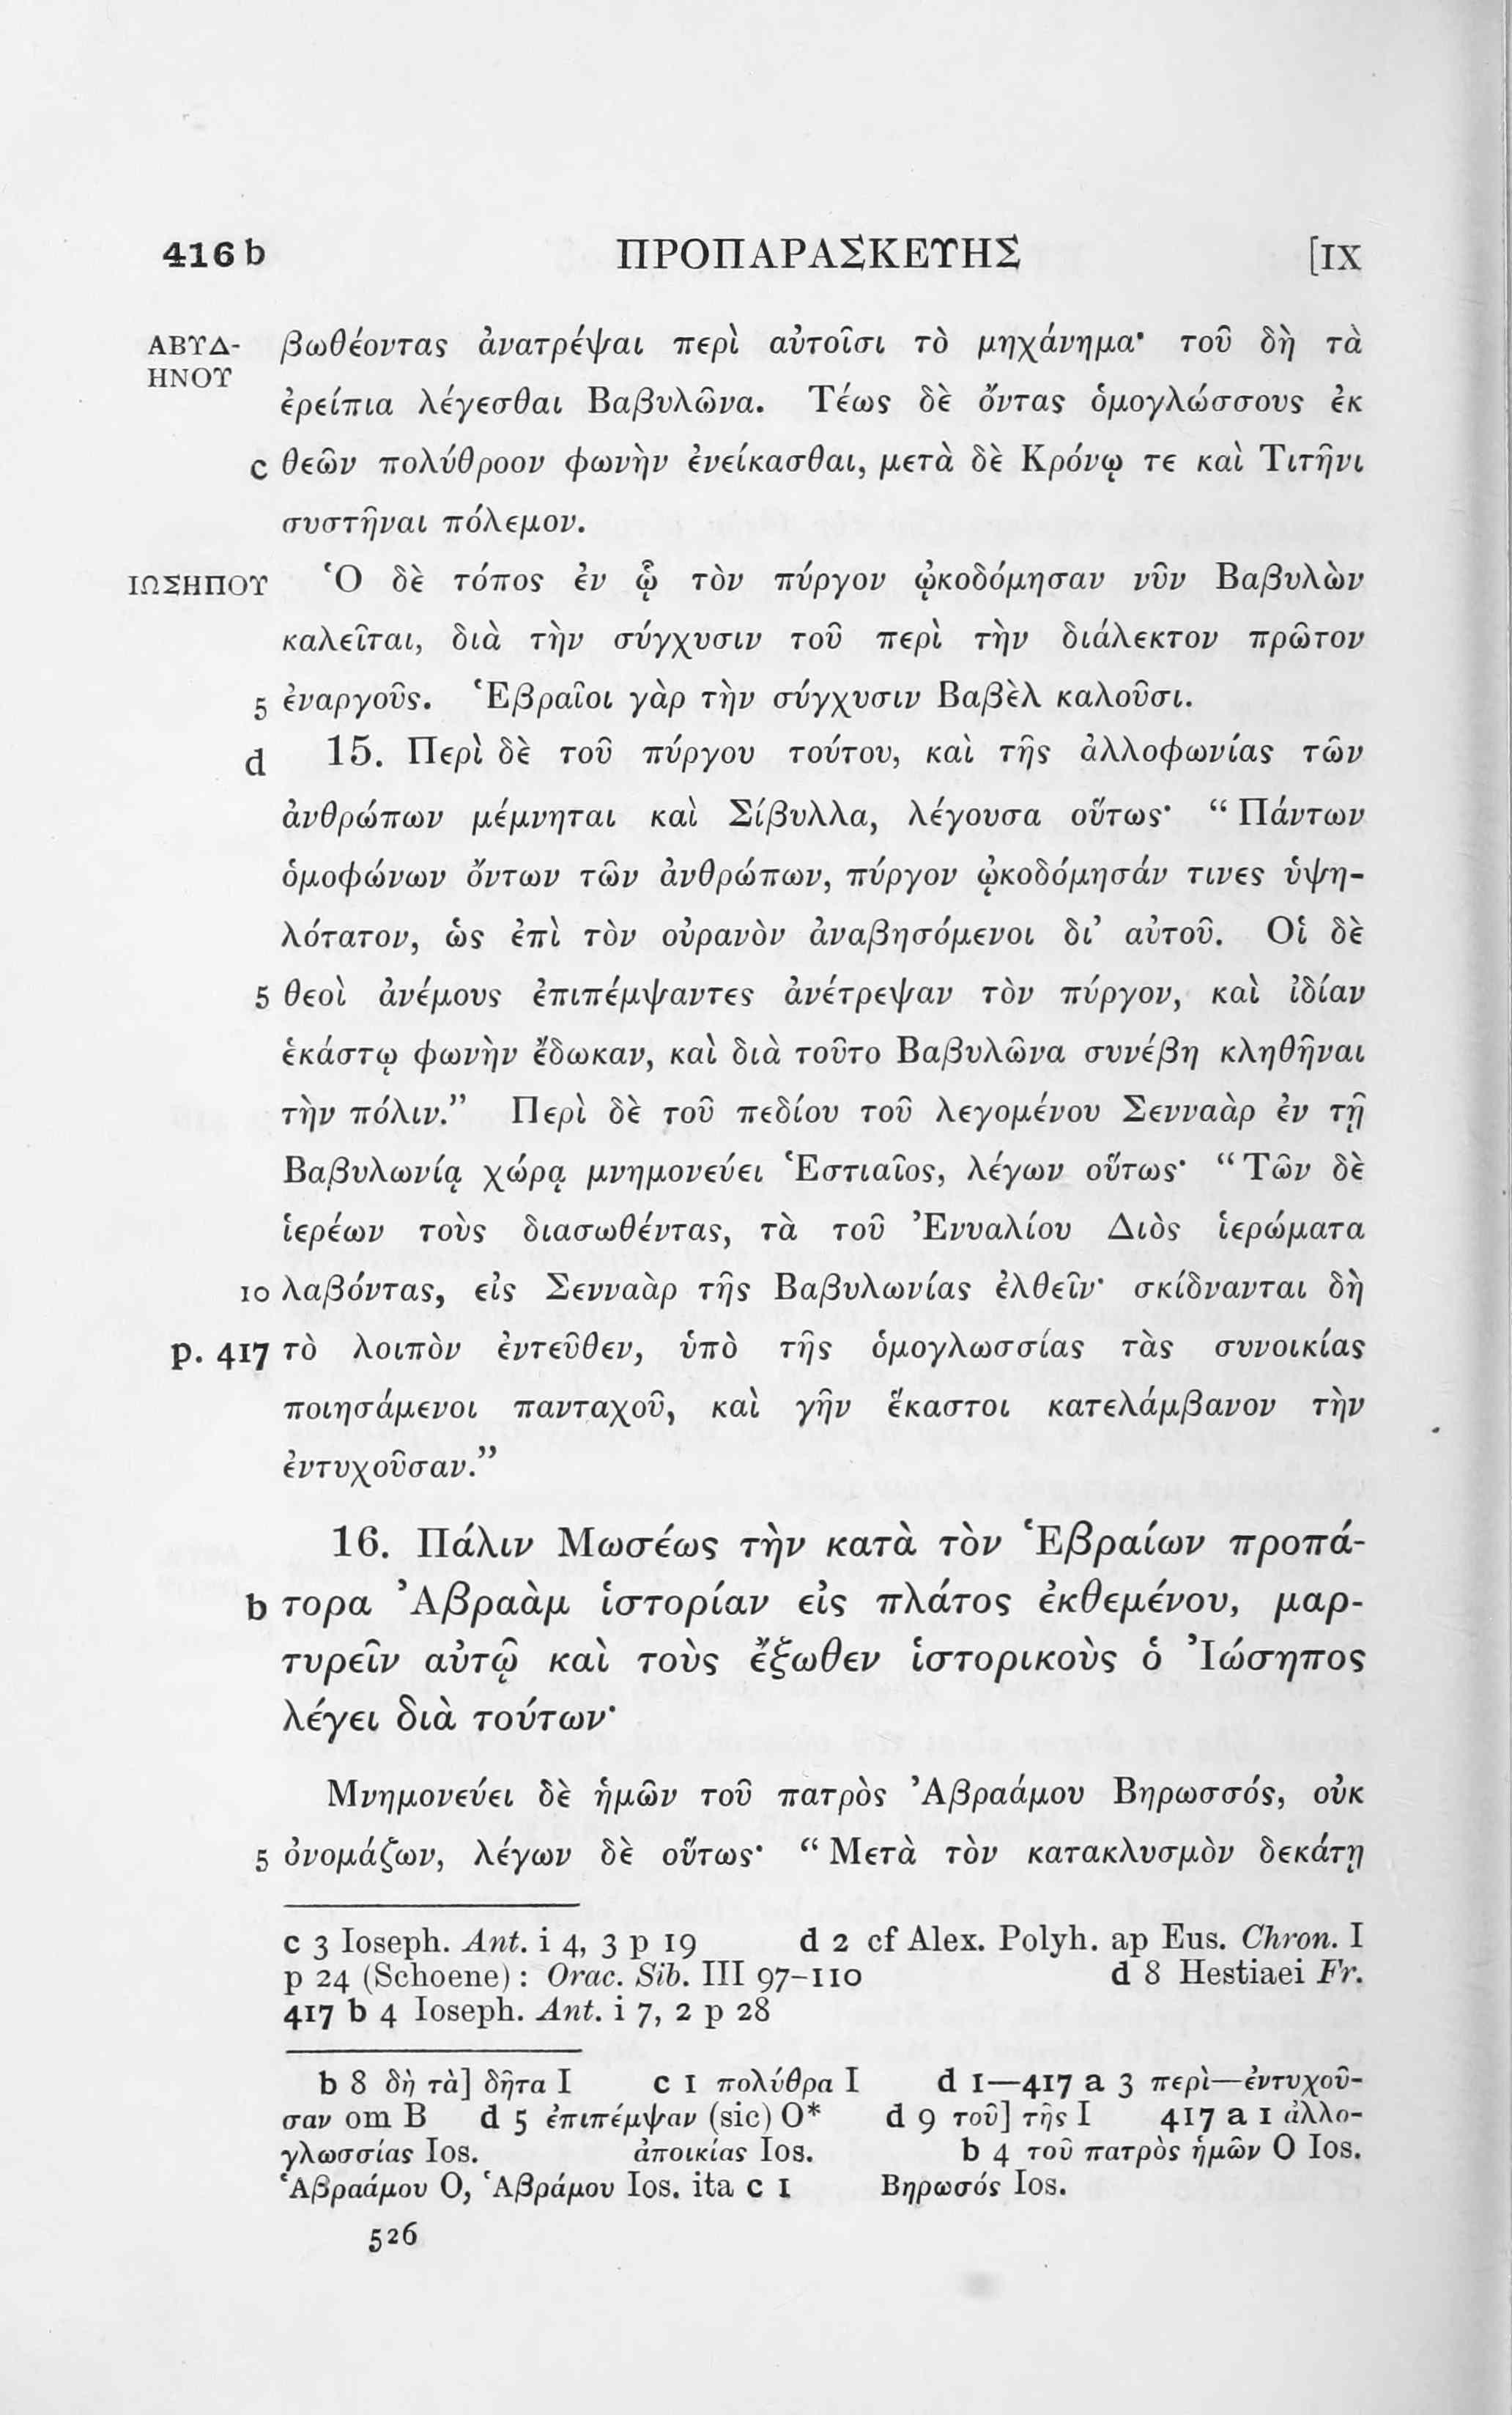 416 b ΠΡΟΠΑΡΑΣΚΕΥΗΣ [IX
ΑΒΥΔ- βωθέοντας ἀνατρέψαι περὶ αὐτοῖσι τὸ μηχάνημα· τοῦ δὴ τὰ
ΗΝΟΥ
ἐρείπια λέγεσθαι Βαβυλῶνα. Τέως δὲ ὄντας ὁμογλώσσους ἐκ
c θεῶν πολύθροον φωνὴν ἐνείκασθαι, μετὰ δὲ Κρόνῳ τε καὶ Τιτῆνι
συστῆναι πόλεμον.
ΙΩΣΗΠΟΥ Ὁ δὲ τόπος ἐν ᾧ τὸν πύργον ᾠκοδόμησαν νῦν Βαβυλὼν
καλεῖται, διὰ τὴν σύγχυσιν τοῦ περὶ τὴν διάλεκτον πρῶτον
5 ἐναργοῦς. Ἑβραῖοι γὰρ τὴν σύγχυσιν Βαβὲλ καλοῦσι.
d 15. Περὶ δὲ τοῦ πύργου τούτου, καὶ τῆς ἀλλοφωνίας τῶν
ἀνθρώπων μέμνηται καὶ Σίβυλλα, λέγουσα οὕτως· “Πάντων
ὁμοφώνων ὄντων τῶν ἀνθρώπων, πύργον ᾠκοδόμησάν τινες ὑψη-
λότατον, ὡς ἐπὶ τὸν οὐρανὸν ἀναβησόμενοι δι’ αὐτοῦ. Οἱ δὲ
5 θεοὶ ἀνέμους ἐπιπέμψαντες ἀνέτρεψαν τὸν πύργον, καὶ ἰδίαν
ἑκάστῳ φωνὴν ἔδωκαν, καὶ διὰ τοῦτο Βαβυλῶνα συνέβη κληθῆναι
τὴν πόλιν.” Περὶ δὲ τοῦ πεδίου τοῦ λεγομένου Σενναὰρ ἐν τῇ
Βαβυλωνίᾳ χώρᾳ μνημονεύει Ἑστιαῖος, λέγων οὕτως· “Τῶν δὲ
ἱερέων τοὺς διασωθέντας, τὰ τοῦ Ἐνυαλίου Διὸς ἱερώματα
10 λαβόντας, εἰς Σενναὰρ τῆς Βαβυλωνίας ἐλθεῖν· σκίδνανται δὴ
p. 417 τὸ λοιπὸν ἐντεῦθεν, ὑπὸ τῆς ὁμογλωσσίας τὰς συνοικίας
ποιησάμενοι πανταχοῦ, καὶ γῆν ἕκαστοι κατελάμβανον τὴν
ἐντυχοῦσαν.”
16. Πάλιν Μωσέως τὴν κατὰ τὸν Ἑβραίων προπά-
b τορα Ἀβραὰμ ἱστορίαν εἰς πλάτος ἐκθεμένου, μαρ-
τυρεῖν αὐτῷ καὶ τοὺς ἔξωθεν ἱστορικοὺς ὁ Ἰώσηπος
λέγει διὰ τούτων·
Μνημονεύει δὲ ἡμῶν τοῦ πατρὸς Ἀβραάμου Βηρωσσός, οὐκ
5 ὀνομάζων, λέγων δὲ οὕτως· “Μετὰ τὸν κατακλυσμὸν δεκάτῃ
c 3 Ioseph. Ant. i 4, 3 p 19 d 2 cf Alex. Polyh. ap Eus. Chron. I
p 24 (Schoene): Orac. Sib. III 97–110 d 8 Hestiaei Fr.
417 b 4 Ioseph. Ant. i 7, 2 p 28
b 8 δὴ τὰ] δῆτα I c 1 πολύθρα I d 1—417 a 3 περὶ—ἐντυχοῦ-
σαν om B d 5 ἐπιπέμψαν (sic) O* d 9 τοῦ] τῆς I 417 a 1 ἀλλο-
γλωσσίας Ios. ἀποικίας Ios. b 4 τοῦ πατρὸς ἡμῶν O Ios.
Ἁβραάμου O, Ἁβράμου Ios. ita c 1 Βηρωσός Ios.
526